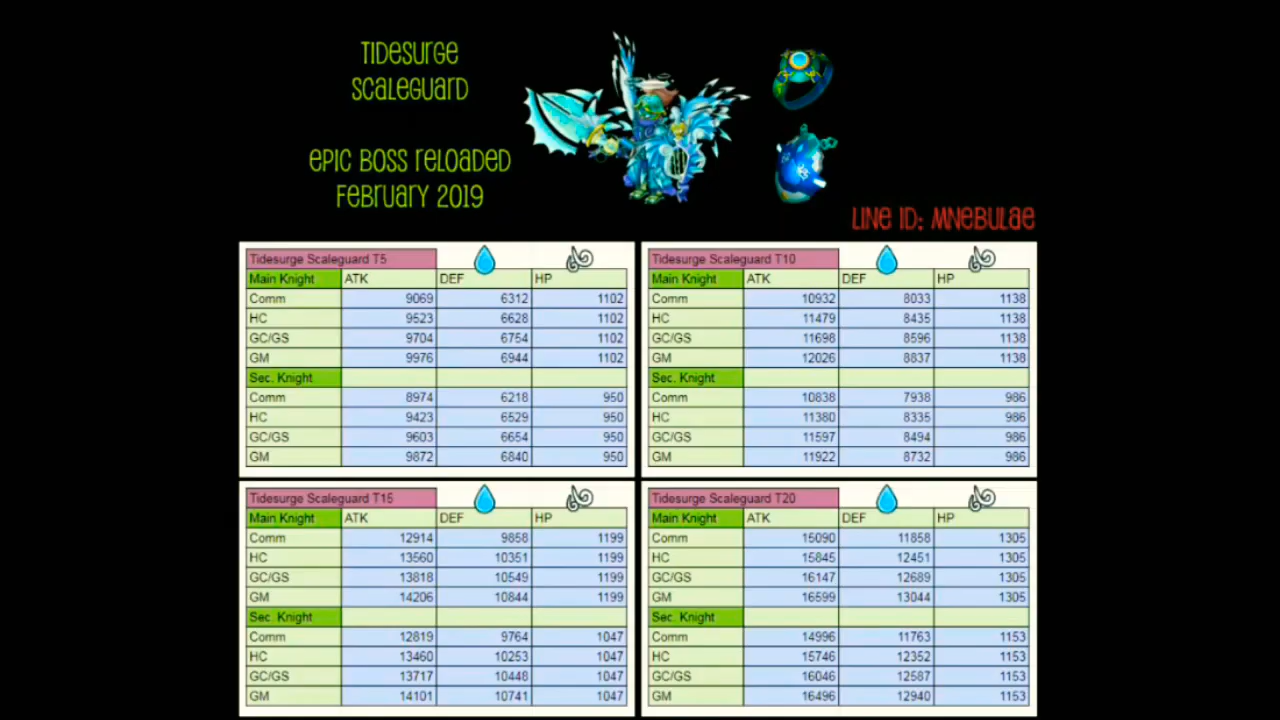 TIDESURGE
SCALEGUARD
EPIC BOSS RELOADED
FEBRUARY 2019
LINE ID: MNEBULAE
Tidesurge Scaleguard T5
Main Knight ATK DEF HP
Comm 9069 6312 1102
HC 9523 6628 1102
GC/GS 9704 6754 1102
GM 9976 6944 1102
Sec. Knight
Comm 8974 6218 950
HC 9423 6529 950
GC/GS 9603 6654 950
GM 9872 6840 950
Tidesurge Scaleguard T10
Main Knight ATK DEF HP
Comm 10932 8033 1138
HC 11479 8435 1138
GC/GS 11698 8596 1138
GM 12026 8837 1138
Sec. Knight
Comm 10838 7938 986
HC 11380 8335 986
GC/GS 11597 8494 986
GM 11922 8732 986
Tidesurge Scaleguard T15
Main Knight ATK DEF HP
Comm 12914 9858 1199
HC 13560 10351 1199
GC/GS 13818 10549 1199
GM 14206 10844 1199
Sec. Knight
Comm 12819 9764 1047
HC 13460 10253 1047
GC/GS 13717 10448 1047
GM 14101 10741 1047
Tidesurge Scaleguard T20
Main Knight ATK DEF HP
Comm 15090 11858 1305
HC 15845 12451 1305
GC/GS 16147 12689 1305
GM 16599 13044 1305
Sec. Knight
Comm 14996 11763 1153
HC 15746 12352 1153
GC/GS 16046 12587 1153
GM 16496 12940 1153